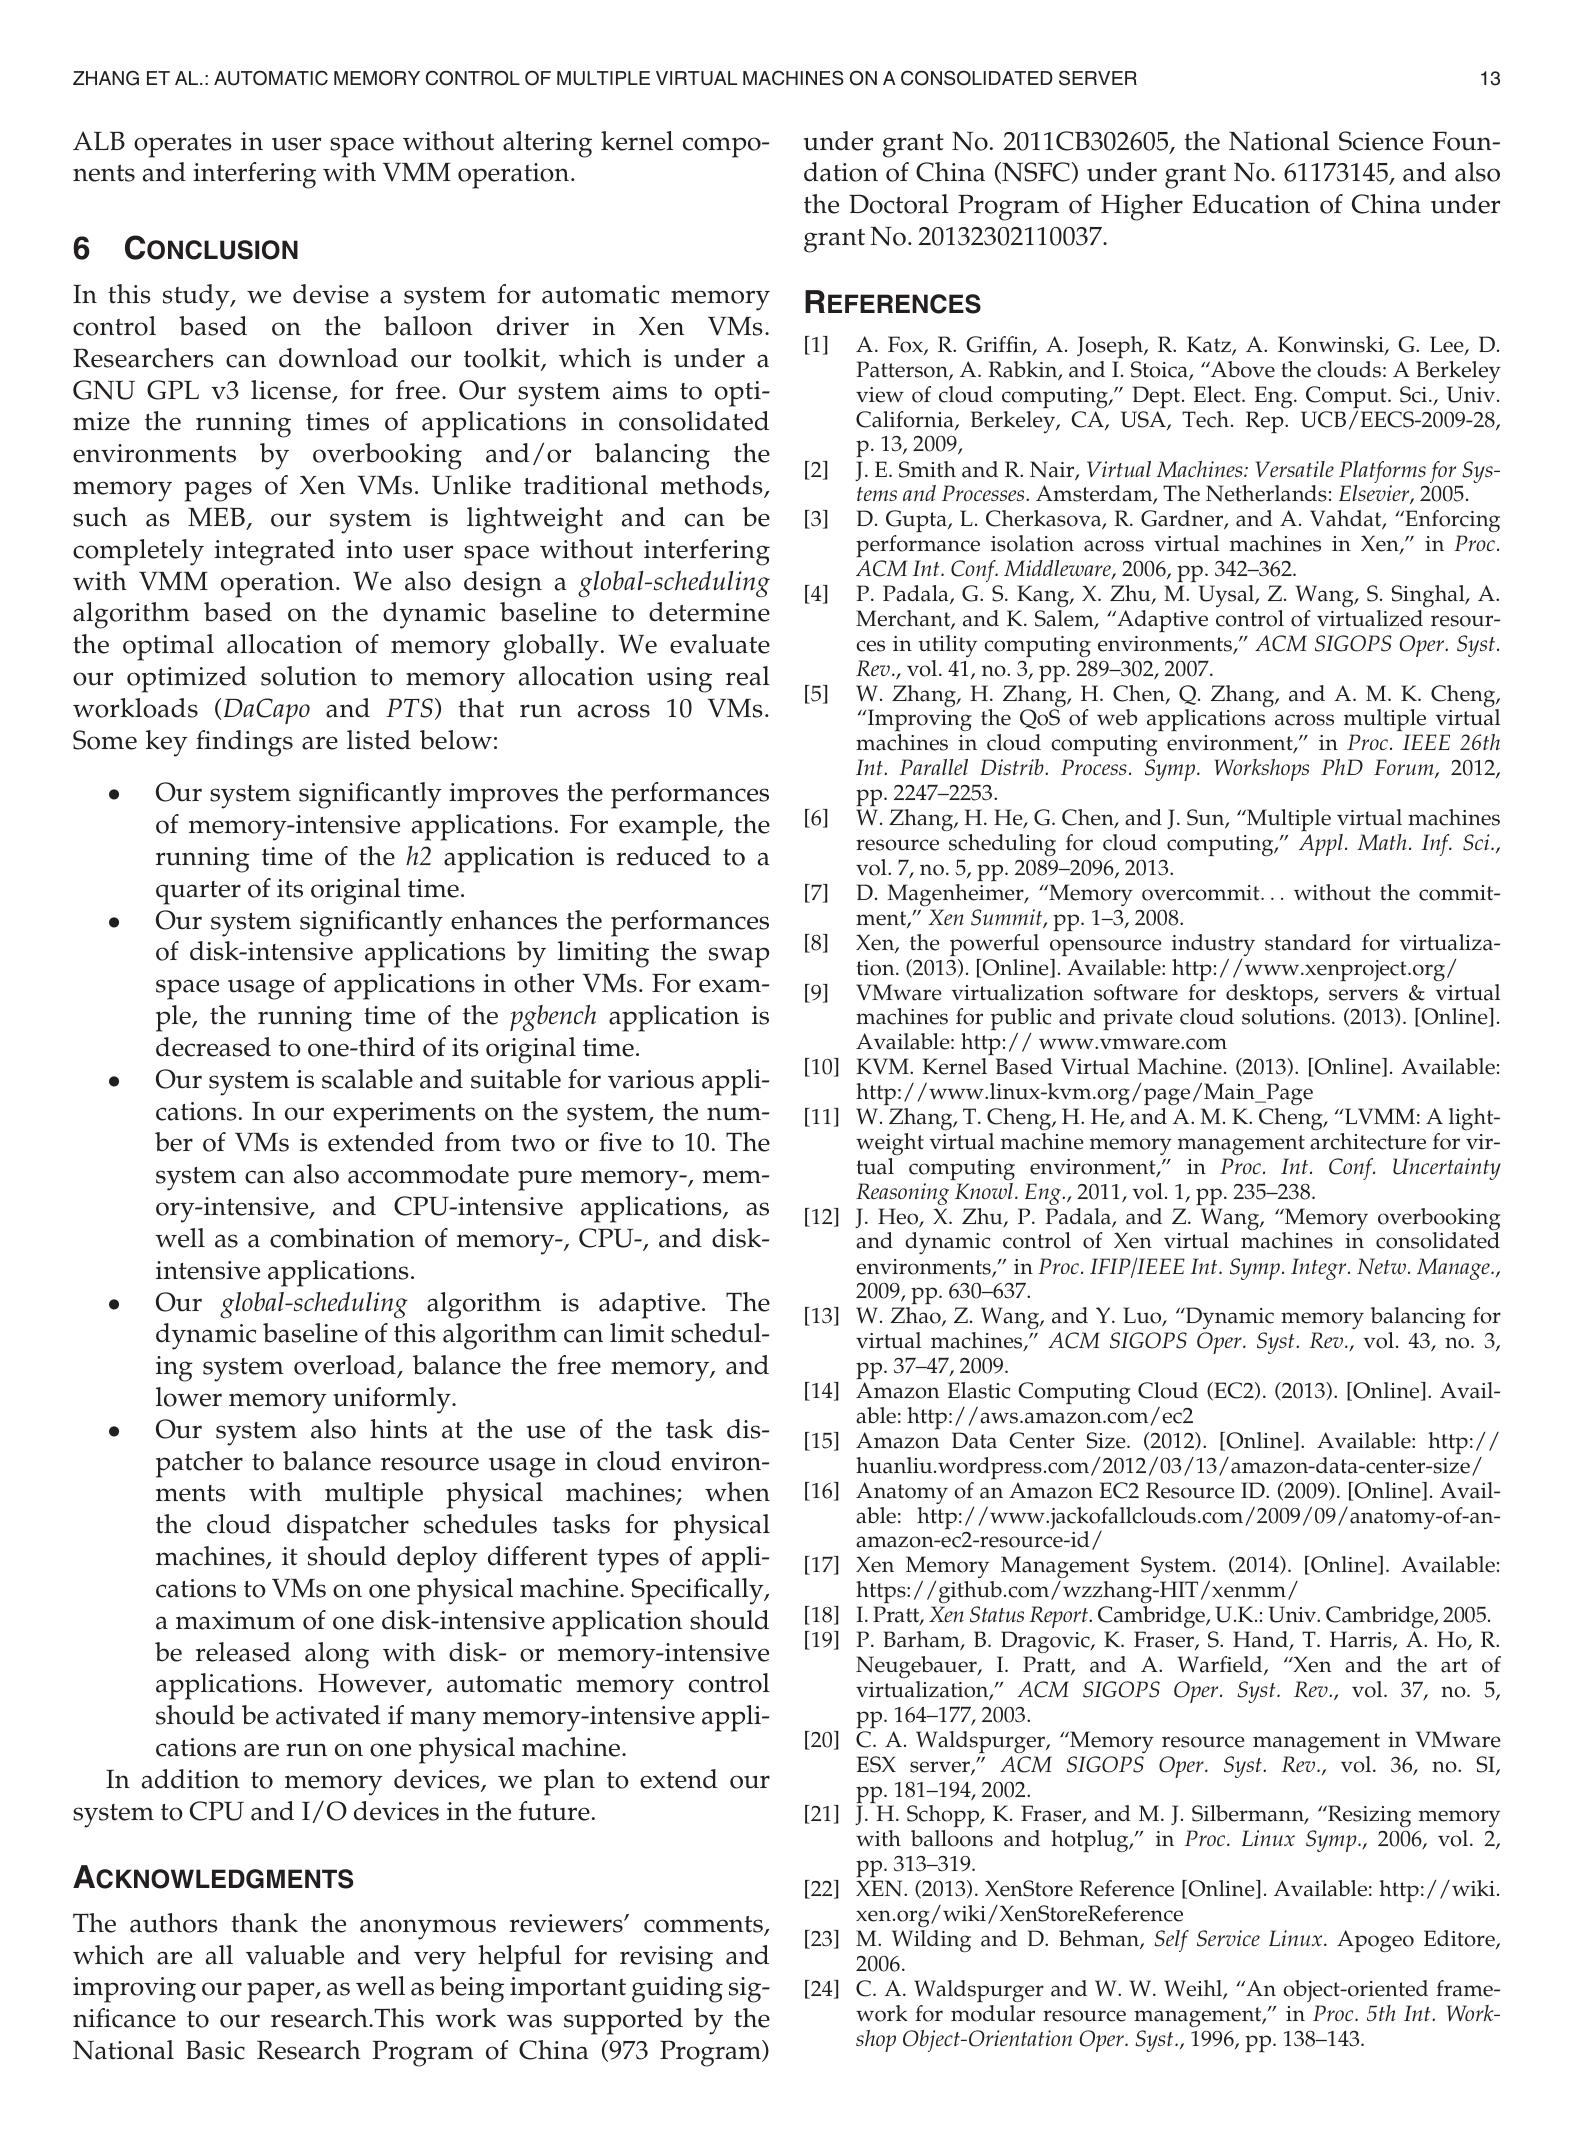 ZHANG ET AL.: AUTOMATIC MEMORY CONTROL OF MULTIPLE VIRTUAL MACHINES ON A CONSOLIDATED SERVER 13
ALB operates in user space without altering kernel compo-
nents and interfering with VMM operation.
6 CONCLUSION
In this study, we devise a system for automatic memory
control based on the balloon driver in Xen VMs.
Researchers can download our toolkit, which is under a
GNU GPL v3 license, for free. Our system aims to opti-
mize the running times of applications in consolidated
environments by overbooking and/or balancing the
memory pages of Xen VMs. Unlike traditional methods,
such as MEB, our system is lightweight and can be
completely integrated into user space without interfering
with VMM operation. We also design a global-scheduling
algorithm based on the dynamic baseline to determine
the optimal allocation of memory globally. We evaluate
our optimized solution to memory allocation using real
workloads (DaCapo and PTS) that run across 10 VMs.
Some key findings are listed below:
• Our system significantly improves the performances
of memory-intensive applications. For example, the
running time of the h2 application is reduced to a
quarter of its original time.
• Our system significantly enhances the performances
of disk-intensive applications by limiting the swap
space usage of applications in other VMs. For exam-
ple, the running time of the pgbench application is
decreased to one-third of its original time.
• Our system is scalable and suitable for various appli-
cations. In our experiments on the system, the num-
ber of VMs is extended from two or five to 10. The
system can also accommodate pure memory-, mem-
ory-intensive, and CPU-intensive applications, as
well as a combination of memory-, CPU-, and disk-
intensive applications.
• Our global-scheduling algorithm is adaptive. The
dynamic baseline of this algorithm can limit schedul-
ing system overload, balance the free memory, and
lower memory uniformly.
• Our system also hints at the use of the task dis-
patcher to balance resource usage in cloud environ-
ments with multiple physical machines; when
the cloud dispatcher schedules tasks for physical
machines, it should deploy different types of appli-
cations to VMs on one physical machine. Specifically,
a maximum of one disk-intensive application should
be released along with disk- or memory-intensive
applications. However, automatic memory control
should be activated if many memory-intensive appli-
cations are run on one physical machine.
In addition to memory devices, we plan to extend our
system to CPU and I/O devices in the future.
ACKNOWLEDGMENTS
The authors thank the anonymous reviewers’ comments,
which are all valuable and very helpful for revising and
improving our paper, as well as being important guiding sig-
nificance to our research.This work was supported by the
National Basic Research Program of China (973 Program)
under grant No. 2011CB302605, the National Science Foun-
dation of China (NSFC) under grant No. 61173145, and also
the Doctoral Program of Higher Education of China under
grant No. 20132302110037.
REFERENCES
[1] A. Fox, R. Griffin, A. Joseph, R. Katz, A. Konwinski, G. Lee, D.
Patterson, A. Rabkin, and I. Stoica, “Above the clouds: A Berkeley
view of cloud computing,” Dept. Elect. Eng. Comput. Sci., Univ.
California, Berkeley, CA, USA, Tech. Rep. UCB/EECS-2009-28,
p. 13, 2009,
[2] J. E. Smith and R. Nair, Virtual Machines: Versatile Platforms for Sys-
tems and Processes. Amsterdam, The Netherlands: Elsevier, 2005.
[3] D. Gupta, L. Cherkasova, R. Gardner, and A. Vahdat, “Enforcing
performance isolation across virtual machines in Xen,” in Proc.
ACM Int. Conf. Middleware, 2006, pp. 342–362.
[4] P. Padala, G. S. Kang, X. Zhu, M. Uysal, Z. Wang, S. Singhal, A.
Merchant, and K. Salem, “Adaptive control of virtualized resour-
ces in utility computing environments,” ACM SIGOPS Oper. Syst.
Rev., vol. 41, no. 3, pp. 289–302, 2007.
[5] W. Zhang, H. Zhang, H. Chen, Q. Zhang, and A. M. K. Cheng,
“Improving the QoS of web applications across multiple virtual
machines in cloud computing environment,” in Proc. IEEE 26th
Int. Parallel Distrib. Process. Symp. Workshops PhD Forum, 2012,
pp. 2247–2253.
[6] W. Zhang, H. He, G. Chen, and J. Sun, “Multiple virtual machines
resource scheduling for cloud computing,” Appl. Math. Inf. Sci.,
vol. 7, no. 5, pp. 2089–2096, 2013.
[7] D. Magenheimer, “Memory overcommit... without the commit-
ment,” Xen Summit, pp. 1–3, 2008.
[8] Xen, the powerful opensource industry standard for virtualiza-
tion. (2013). [Online]. Available: http://www.xenproject.org/
[9] VMware virtualization software for desktops, servers & virtual
machines for public and private cloud solutions. (2013). [Online].
Available: http:// www.vmware.com
[10] KVM. Kernel Based Virtual Machine. (2013). [Online]. Available:
http://www.linux-kvm.org/page/Main_Page
[11] W. Zhang, T. Cheng, H. He, and A. M. K. Cheng, “LVMM: A light-
weight virtual machine memory management architecture for vir-
tual computing environment,” in Proc. Int. Conf. Uncertainty
Reasoning Knowl. Eng., 2011, vol. 1, pp. 235–238.
[12] J. Heo, X. Zhu, P. Padala, and Z. Wang, “Memory overbooking
and dynamic control of Xen virtual machines in consolidated
environments,” in Proc. IFIP/IEEE Int. Symp. Integr. Netw. Manage.,
2009, pp. 630–637.
[13] W. Zhao, Z. Wang, and Y. Luo, “Dynamic memory balancing for
virtual machines,” ACM SIGOPS Oper. Syst. Rev., vol. 43, no. 3,
pp. 37–47, 2009.
[14] Amazon Elastic Computing Cloud (EC2). (2013). [Online]. Avail-
able: http://aws.amazon.com/ec2
[15] Amazon Data Center Size. (2012). [Online]. Available: http://
huanliu.wordpress.com/2012/03/13/amazon-data-center-size/
[16] Anatomy of an Amazon EC2 Resource ID. (2009). [Online]. Avail-
able: http://www.jackofallclouds.com/2009/09/anatomy-of-an-
amazon-ec2-resource-id/
[17] Xen Memory Management System. (2014). [Online]. Available:
https://github.com/wzzhang-HIT/xenmm/
[18] I. Pratt, Xen Status Report. Cambridge, U.K.: Univ. Cambridge, 2005.
[19] P. Barham, B. Dragovic, K. Fraser, S. Hand, T. Harris, A. Ho, R.
Neugebauer, I. Pratt, and A. Warfield, “Xen and the art of
virtualization,” ACM SIGOPS Oper. Syst. Rev., vol. 37, no. 5,
pp. 164–177, 2003.
[20] C. A. Waldspurger, “Memory resource management in VMware
ESX server,” ACM SIGOPS Oper. Syst. Rev., vol. 36, no. SI,
pp. 181–194, 2002.
[21] J. H. Schopp, K. Fraser, and M. J. Silbermann, “Resizing memory
with balloons and hotplug,” in Proc. Linux Symp., 2006, vol. 2,
pp. 313–319.
[22] XEN. (2013). XenStore Reference [Online]. Available: http://wiki.
xen.org/wiki/XenStoreReference
[23] M. Wilding and D. Behman, Self Service Linux. Apogeo Editore,
2006.
[24] C. A. Waldspurger and W. W. Weihl, “An object-oriented frame-
work for modular resource management,” in Proc. 5th Int. Work-
shop Object-Orientation Oper. Syst., 1996, pp. 138–143.